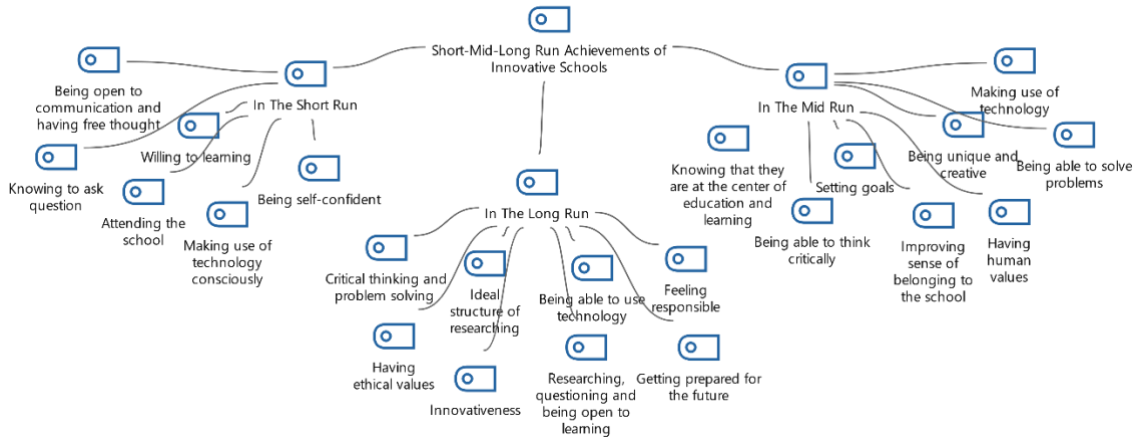 Short-Mid-Long Run Achievements of
Innovative Schools
In The Short Run
Being open to
communication and
having free thought
Willing to learning
Knowing to ask
question
Attending the
school
Making use of
technology
consciously
Being self-confident
In The Mid Run
Making use of
technology
Being unique and
creative
Being able to solve
problems
Knowing that they
are at the center of
education and
learning
Setting goals
Being able to think
critically
Improving
sense of
belonging to
the school
Having
human
values
In The Long Run
Critical thinking and
problem solving
Ideal
structure of
researching
Being able to use
technology
Feeling
responsible
Having
ethical values
Innovativeness
Researching,
questioning and
being open to
learning
Getting prepared for
the future